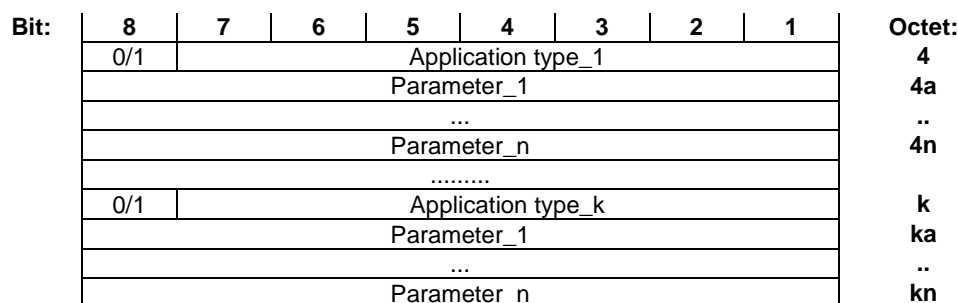 Bit: 8 7 6 5 4 3 2 1 Octet:
0/1 Application type_1 4
Parameter_1 4a
... ..
Parameter_n 4n
.........
0/1 Application type_k k
Parameter_1 ka
... ..
Parameter_n kn